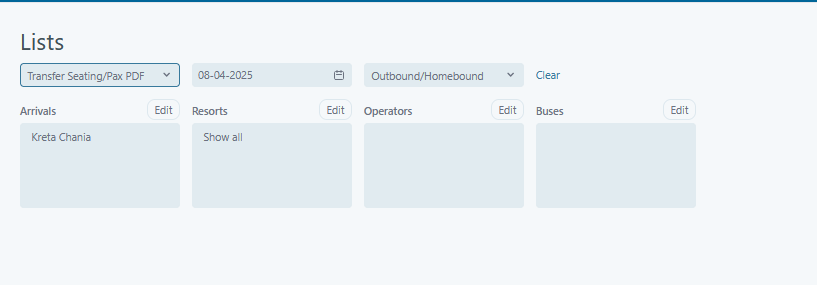 Lists
Transfer Seating/Pax PDF 08-04-2025 Outbound/Homebound Clear
Arrivals Edit Resorts Edit Operators Edit Buses Edit
Kreta Chania Show all